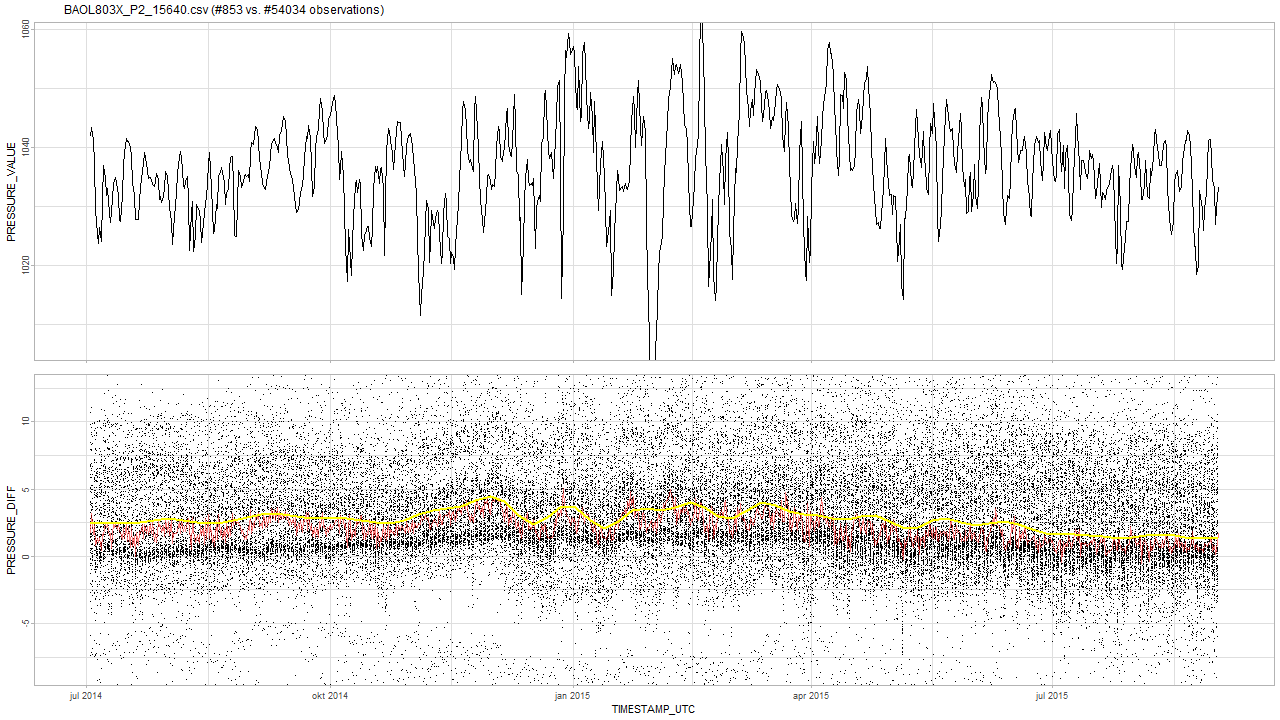 BAOL803X_P2_15640.csv (#853 vs. #54034 observations)
PRESSURE_VALUE
1060
1040
1020
PRESSURE_DIFF
10
5
0
-5
jul 2014
okt 2014
jan 2015
apr 2015
jul 2015
TIMESTAMP_UTC